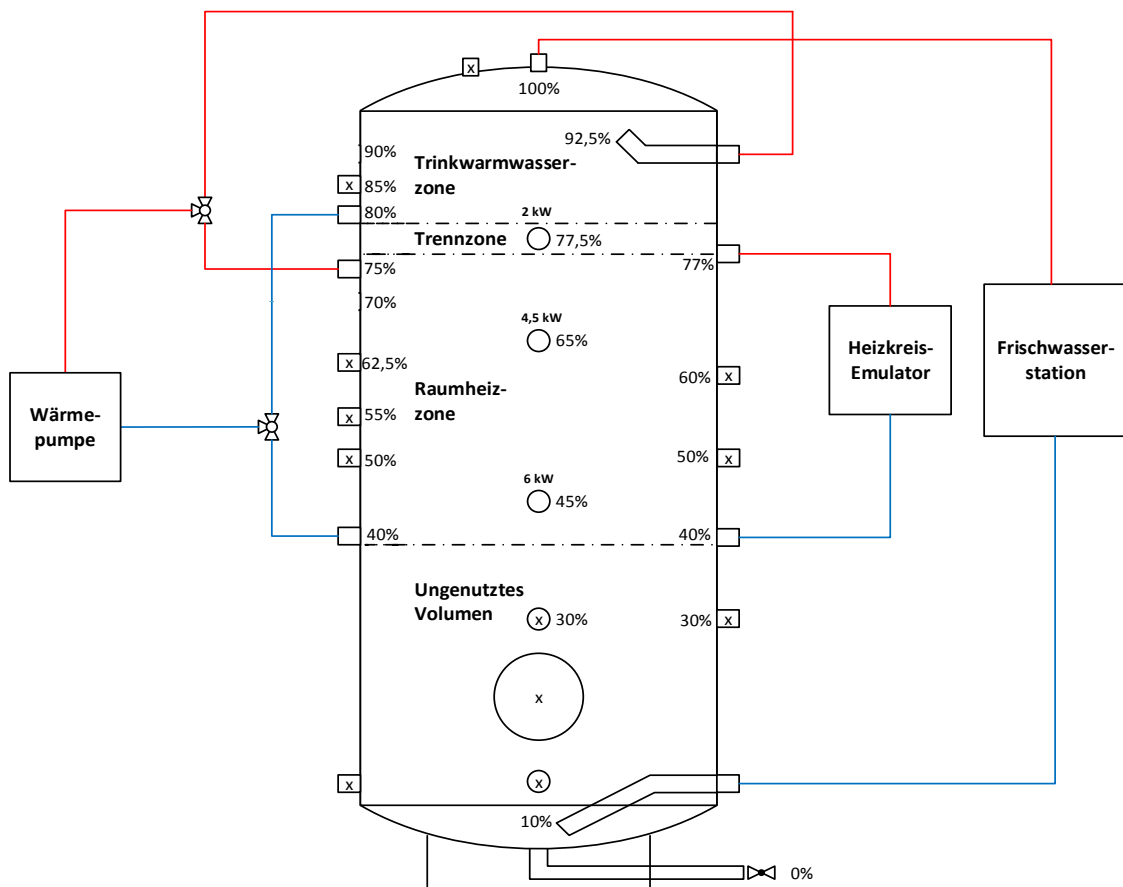 x
100%
92,5%
90%
Trinkwarmwasser-
zone
x
85%
80%
2 kW
Trennzone
77,5%
77%
75%
70%
4,5 kW
65%
x
62,5%
60%
x
Raumheiz-
zone
x
55%
x
50%
50%
x
6 kW
45%
40%
40%
Ungenutztes
Volumen
x
30%
30%
x
x
x
x
10%
0%
Wärme-
pumpe
Heizkreis-
Emulator
Frischwasser-
station